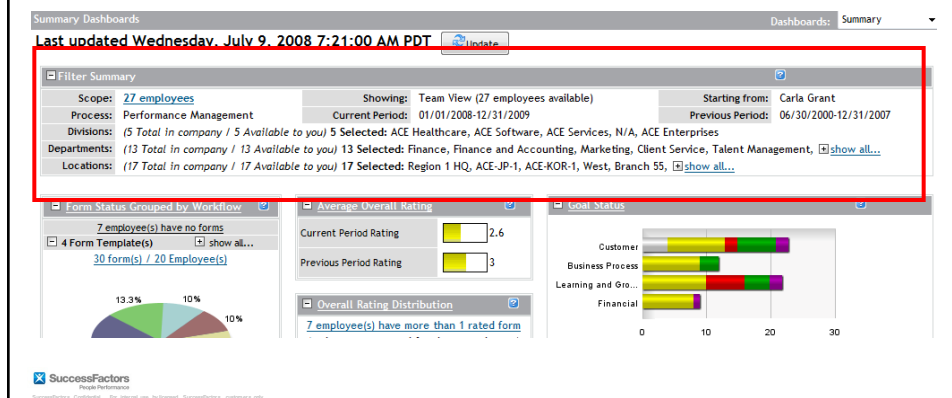 Summary Dashboards Dashboards: Summary
Last updated Wednesday, July 9, 2008 7:21:00 AM PDT Update
Filter Summary
Scope: 27 employees Showing: Team View (27 employees available) Starting from: Carla Grant
Process: Performance Management Current Period: 01/01/2008-12/31/2009 Previous Period: 06/30/2000-12/31/2007
Divisions: (5 Total in company / 5 Available to you) 5 Selected: ACE Healthcare, ACE Software, ACE Services, N/A, ACE Enterprises
Departments: (13 Total in company / 13 Available to you) 13 Selected: Finance, Finance and Accounting, Marketing, Client Service, Talent Management, show all...
Locations: (17 Total in company / 17 Available to you) 17 Selected: Region 1 HQ, ACE-JP-1, ACE-KOR-1, West, Branch 55, show all...
Form Status Grouped by Workflow
7 employee(s) have no forms
4 Form Template(s) show all...
30 form(s) / 20 Employee(s)
13.3% 10%
10%
Average Overall Rating
Current Period Rating 2.6
Previous Period Rating 3
Overall Rating Distribution
7 employee(s) have more than 1 rated form
Goal Status
Customer
Business Process
Learning and Gro...
Financial
0 10 20 30
SuccessFactors
People Performance